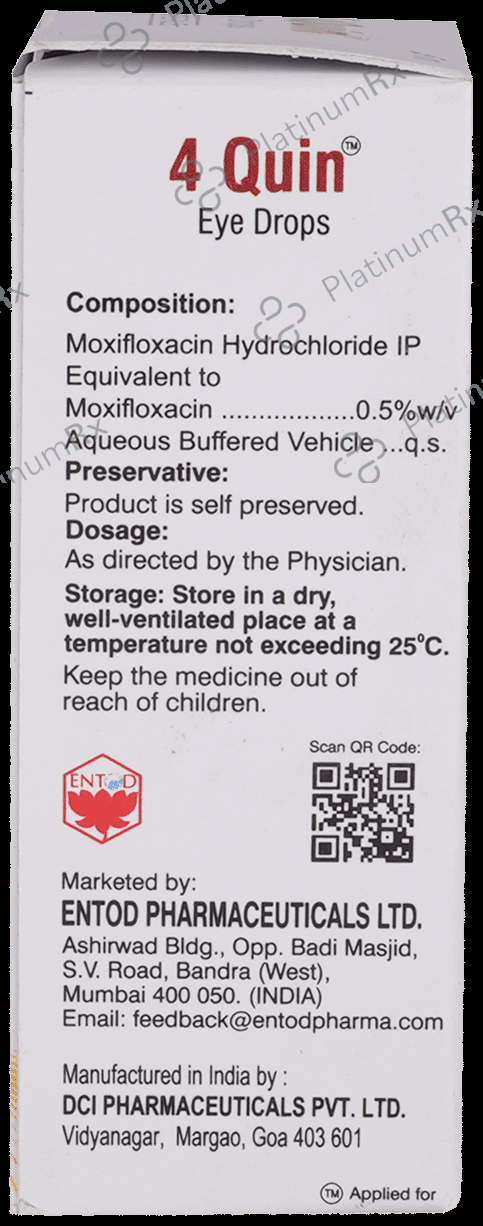 4 Quin™
Eye Drops
Composition:
Moxifloxacin Hydrochloride IP
Equivalent to
Moxifloxacin ..................0.5%w/v
Aqueous Buffered Vehicle ...q.s.
Preservative:
Product is self preserved.
Dosage:
As directed by the Physician.
Storage: Store in a dry,
well-ventilated place at a
temperature not exceeding 25°C.
Keep the medicine out of
reach of children.
Scan QR Code:
ENTOD
Marketed by:
ENTOD PHARMACEUTICALS LTD.
Ashirwad Bldg., Opp. Badi Masjid,
S.V. Road, Bandra (West),
Mumbai 400 050. (INDIA)
Email: feedback@entodpharma.com
Manufactured in India by :
DCI PHARMACEUTICALS PVT. LTD.
Vidyanagar, Margao, Goa 403 601
™ Applied for
PlatinumRx
PlatinumRx